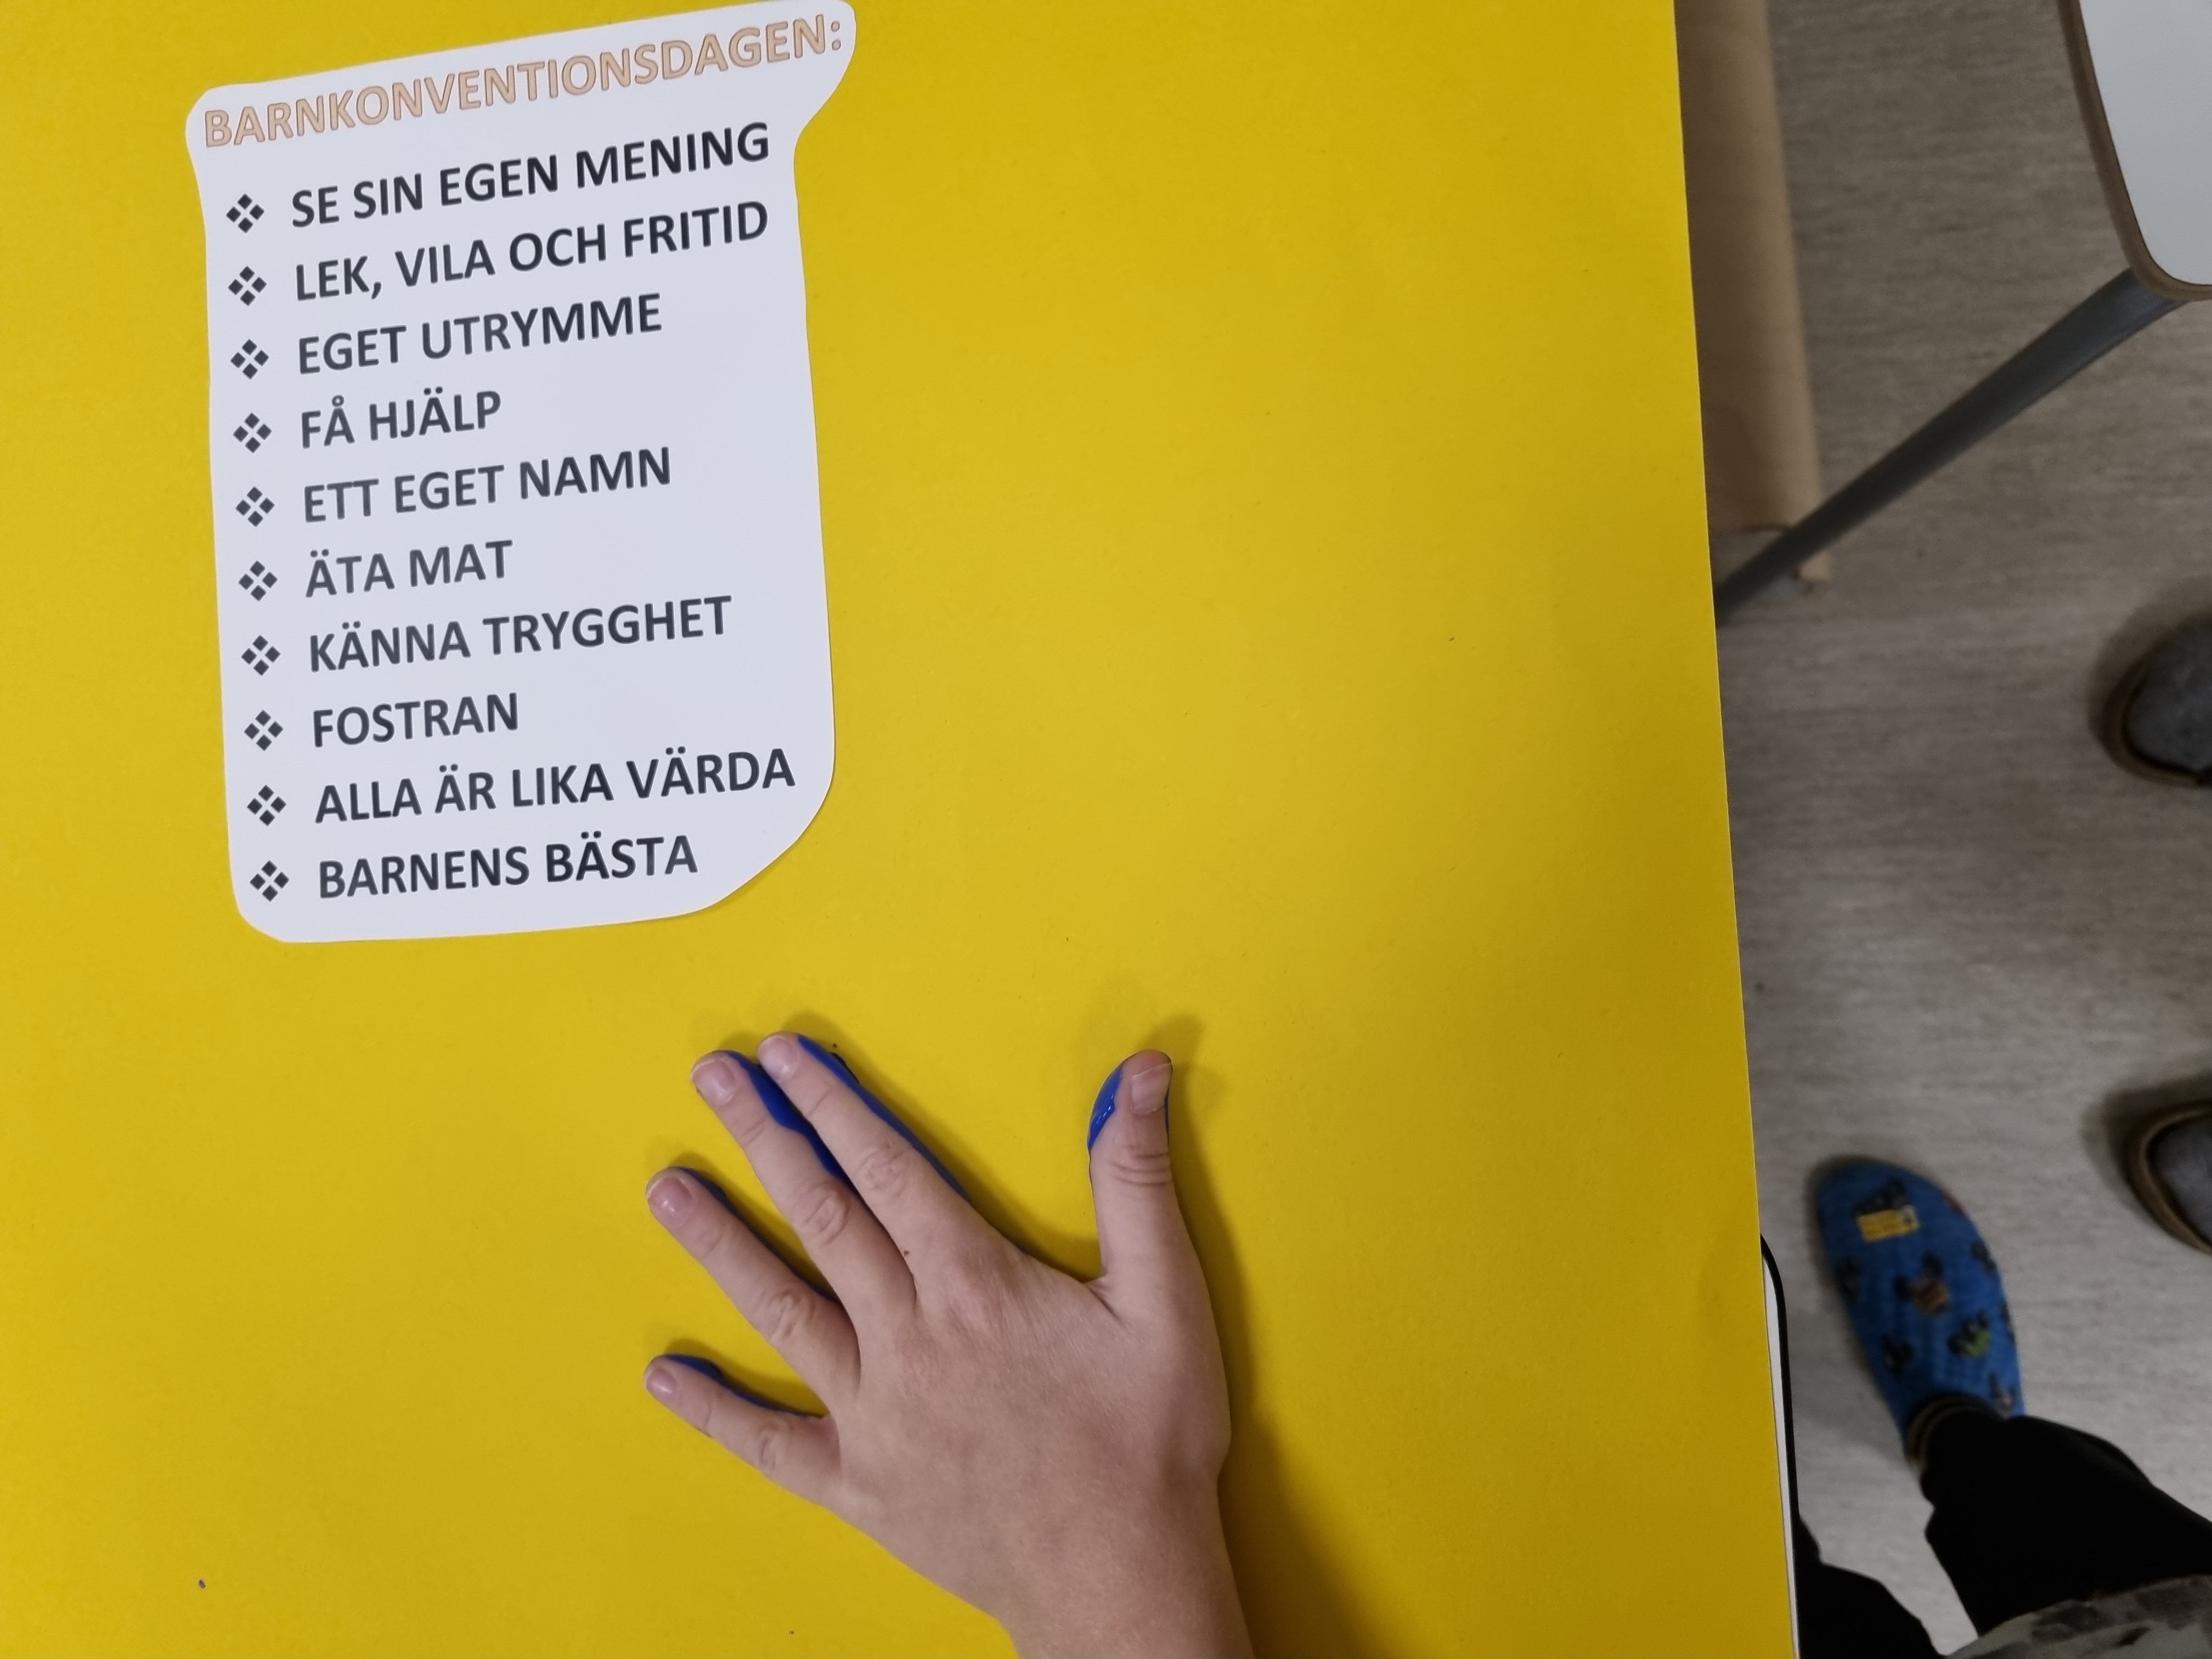 BARNKONVENTIONSDAGEN:
❖ SE SIN EGEN MENING
❖ LEK, VILA OCH FRITID
❖ EGET UTRYMME
❖ FÅ HJÄLP
❖ ETT EGET NAMN
❖ ÄTA MAT
❖ KÄNNA TRYGGHET
❖ FOSTRAN
❖ ALLA ÄR LIKA VÄRDA
❖ BARNENS BÄSTA